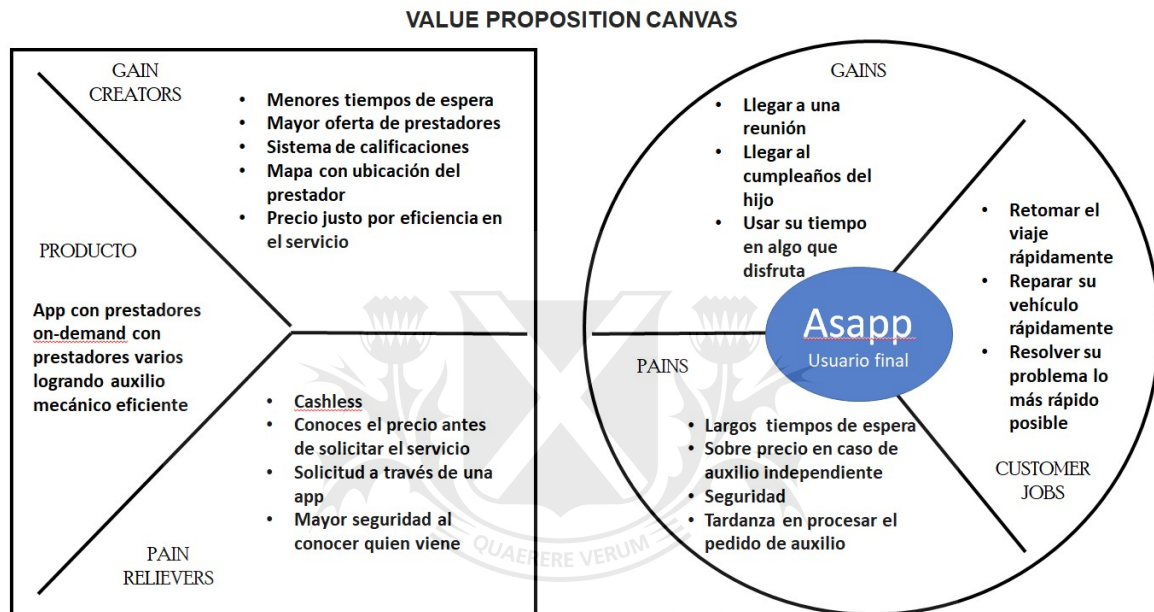 VALUE PROPOSITION CANVAS
GAIN
CREATORS
• Menores tiempos de espera
• Mayor oferta de prestadores
• Sistema de calificaciones
• Mapa con ubicación del
prestador
• Precio justo por eficiencia en
el servicio
PRODUCTO
App con prestadores
on-demand con
prestadores varios
logrando auxilio
mecánico eficiente
• Cashless
• Conoces el precio antes
de solicitar el servicio
• Solicitud a través de una
app
• Mayor seguridad al
conocer quien viene
PAIN
RELIEVERS
GAINS
• Llegar a una
reunión
• Llegar al
cumpleaños del
hijo
• Usar su tiempo
en algo que
disfruta
Asapp
Usuario final
• Retomar el
viaje
rápidamente
• Reparar su
vehículo
rápidamente
• Resolver su
problema lo
más rápido
posible
CUSTOMER
JOBS
PAINS
• Largos tiempos de espera
• Sobre precio en caso de
auxilio independiente
• Seguridad
• Tardanza en procesar el
pedido de auxilio
QUAERERE VERUM